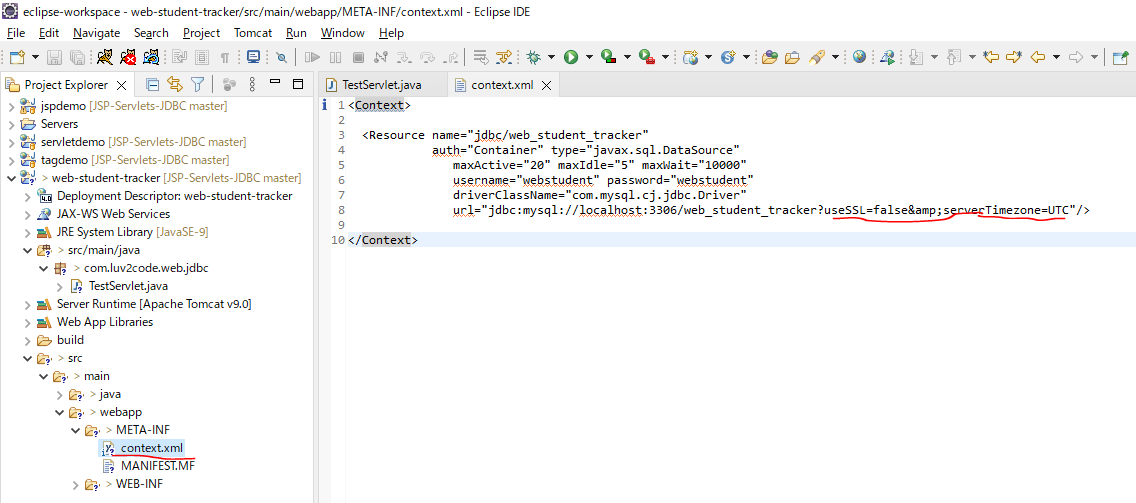 eclipse-workspace - web-student-tracker/src/main/webapp/META-INF/context.xml - Eclipse IDE
File Edit Navigate Search Project Tomcat Run Window Help
Project Explorer
TestServlet.java
context.xml
> jspdemo [JSP-Servlets-JDBC master]
Servers
> servletdemo [JSP-Servlets-JDBC master]
> tagdemo [JSP-Servlets-JDBC master]
> web-student-tracker [JSP-Servlets-JDBC master]
Deployment Descriptor: web-student-tracker
JAX-WS Web Services
JRE System Library [JavaSE-9]
> src/main/java
> com.luv2code.web.jdbc
TestServlet.java
Server Runtime [Apache Tomcat v9.0]
Web App Libraries
build
> src
> main
> java
> webapp
> META-INF
context.xml
MANIFEST.MF
> WEB-INF
1 <Context>
2
3 <Resource name="jdbc/web_student_tracker"
4 auth="Container" type="javax.sql.DataSource"
5 maxActive="20" maxIdle="5" maxWait="10000"
6 username="webstudent" password="webstudent"
7 driverClassName="com.mysql.cj.jdbc.Driver"
8 url="jdbc:mysql://localhost:3306/web_student_tracker?useSSL=false&amp;serverTimezone=UTC"/>
9
10 </Context>